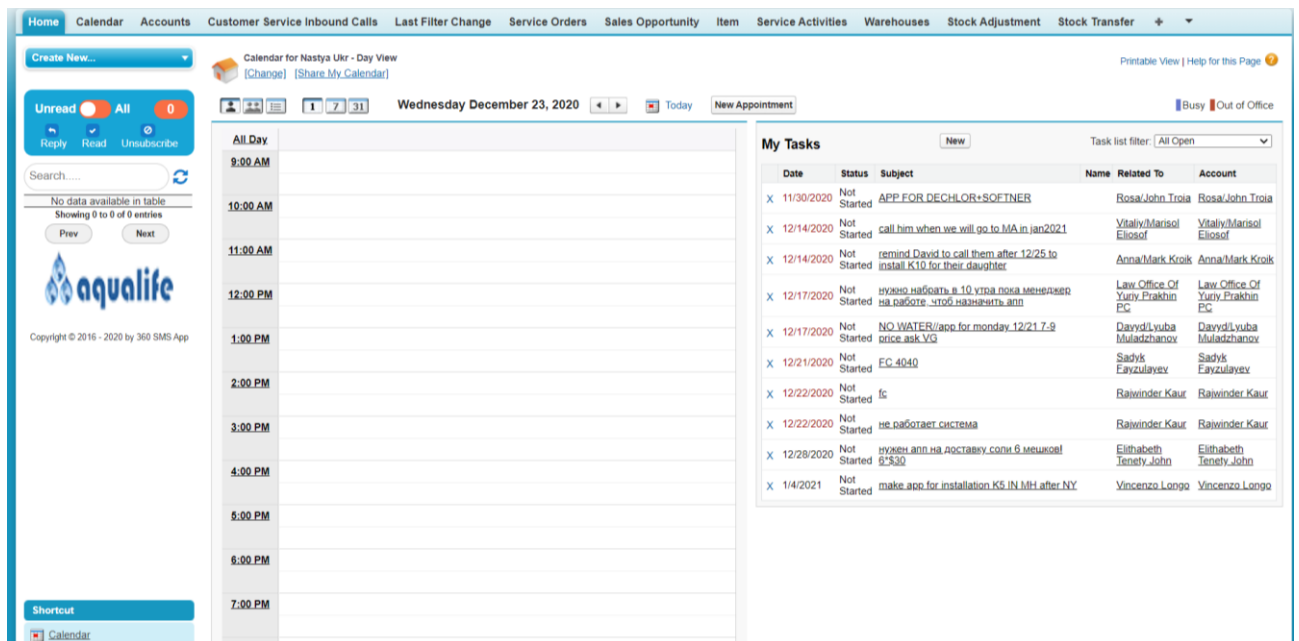 Home Calendar Accounts Customer Service Inbound Calls Last Filter Change Service Orders Sales Opportunity Item Service Activities Warehouses Stock Adjustment Stock Transfer +
Create New...
Unread All 0
Reply Read Unsubscribe
Search.....
No data available in table
Showing 0 to 0 of 0 entries
Prev Next
aqualife
Copyright © 2016 - 2020 by 360 SMS App
Shortcut
Calendar
Calendar for Nastya Ukr - Day View
[Change] [Share My Calendar]
Printable View | Help for this Page ?
1 7 31 Wednesday December 23, 2020 Today New Appointment
Busy Out of Office
All Day
9:00 AM
10:00 AM
11:00 AM
12:00 PM
1:00 PM
2:00 PM
3:00 PM
4:00 PM
5:00 PM
6:00 PM
7:00 PM
My Tasks New Task list filter: All Open
Date Status Subject Name Related To Account
X 11/30/2020 Not Started APP FOR DECHLOR+SOFTNER Rosa/John Troia Rosa/John Troia
X 12/14/2020 Not Started call him when we will go to MA in jan2021 Vitaliy/Marisol Eliosof Vitaliy/Marisol Eliosof
X 12/14/2020 Not Started remind David to call them after 12/25 to install K10 for their daughter Anna/Mark Kroik Anna/Mark Kroik
X 12/17/2020 Not Started нужно набрать в 10 утра пока менеджер на работе, чтоб назначить апп Law Office Of Yuriy Prakhin PC Law Office Of Yuriy Prakhin PC
X 12/17/2020 Not Started NO WATER//app for monday 12/21 7-9 price ask VG Davyd/Lyuba Muladzhanov Davyd/Lyuba Muladzhanov
X 12/21/2020 Not Started FC 4040 Sadyk Fayzulayev Sadyk Fayzulayev
X 12/22/2020 Not Started fc Rajwinder Kaur Rajwinder Kaur
X 12/22/2020 Not Started не работает система Rajwinder Kaur Rajwinder Kaur
X 12/28/2020 Not Started нужен апп на доставку соли 6 мешков! 6*$30 Elithabeth Tenety John Elithabeth Tenety John
X 1/4/2021 Not Started make app for installation K5 IN MH after NY Vincenzo Longo Vincenzo Longo